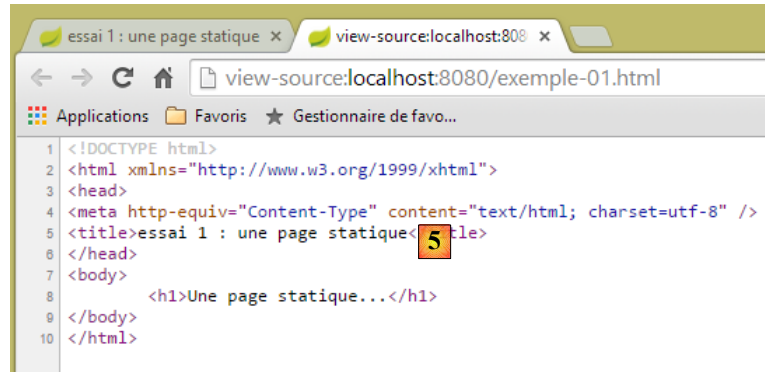 essai 1 : une page statique × view-source:localhost:808 ×
view-source:localhost:8080/exemple-01.html
Applications Favoris Gestionnaire de favo...
1 <!DOCTYPE html>
2 <html xmlns="http://www.w3.org/1999/xhtml">
3 <head>
4 <meta http-equiv="Content-Type" content="text/html; charset=utf-8" />
5 <title>essai 1 : une page statique< 5 tle>
6 </head>
7 <body>
8 <h1>Une page statique...</h1>
9 </body>
10 </html>